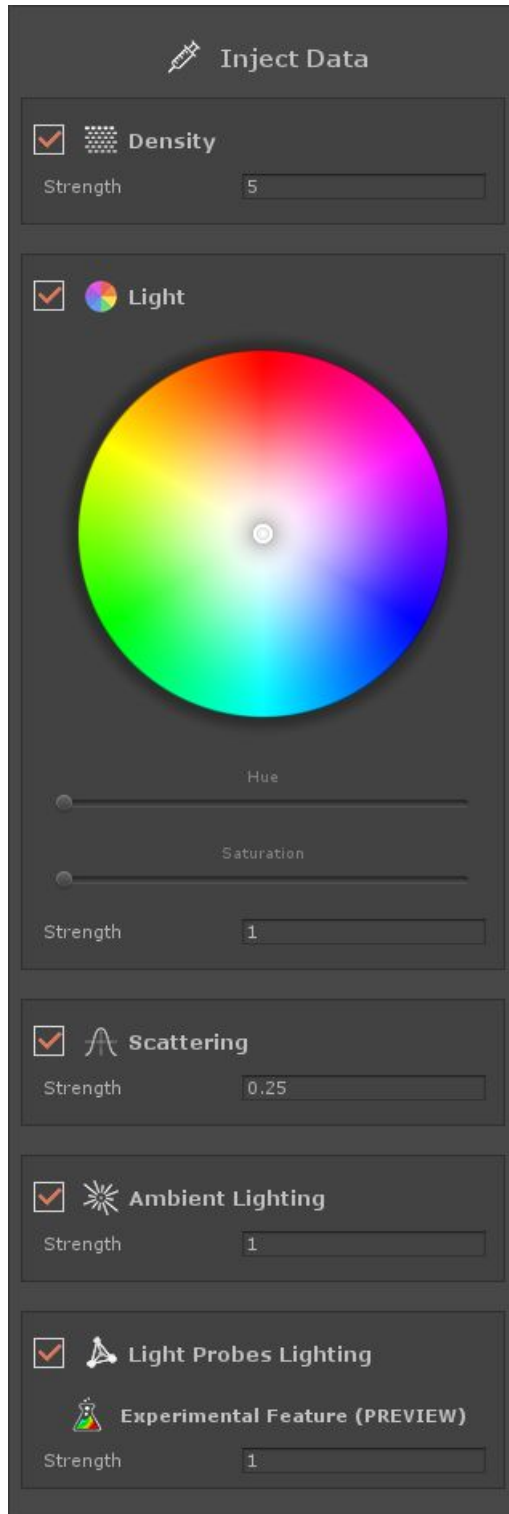 Inject Data
Density
Strength 5
Light
Hue
Saturation
Strength 1
Scattering
Strength 0.25
Ambient Lighting
Strength 1
Light Probes Lighting
Experimental Feature (PREVIEW)
Strength 1